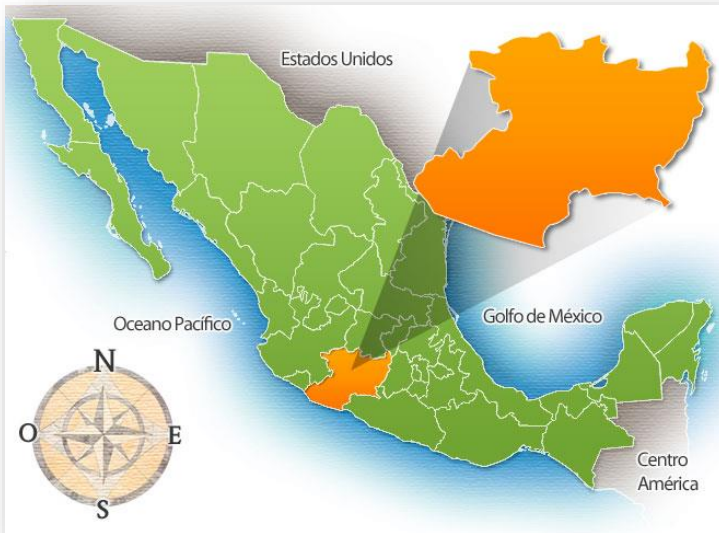 Estados Unidos
Oceano Pacífico
Golfo de México
N
O
E
S
Centro
América